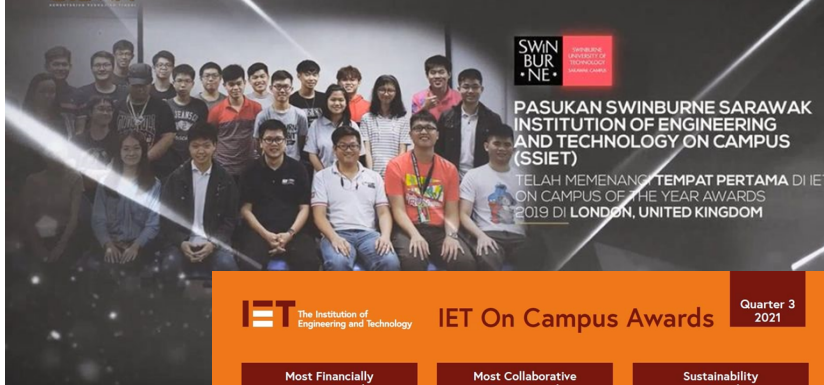 SWIN
BUR
• NE •
SWINBURNE
UNIVERSITY OF
TECHNOLOGY
SARAWAK CAMPUS
PASUKAN SWINBURNE SARAWAK
INSTITUTION OF ENGINEERING
AND TECHNOLOGY ON CAMPUS
(SSIET)
TELAH MEMENANGI TEMPAT PERTAMA DI IET
ON CAMPUS OF THE YEAR AWARDS
2019 DI LONDON, UNITED KINGDOM
IET
The Institution of
Engineering and Technology
IET On Campus Awards
Quarter 3
2021
Most Financially
Most Collaborative
Sustainability